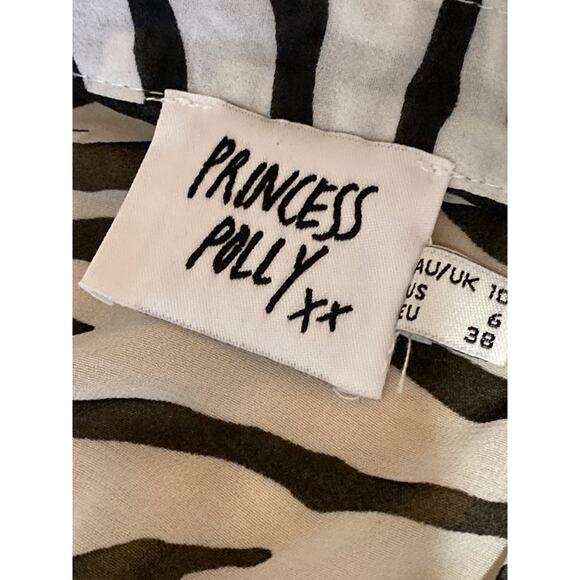 PRINCESS
POLLY
xx
AU/UK 10
US 6
EU 38